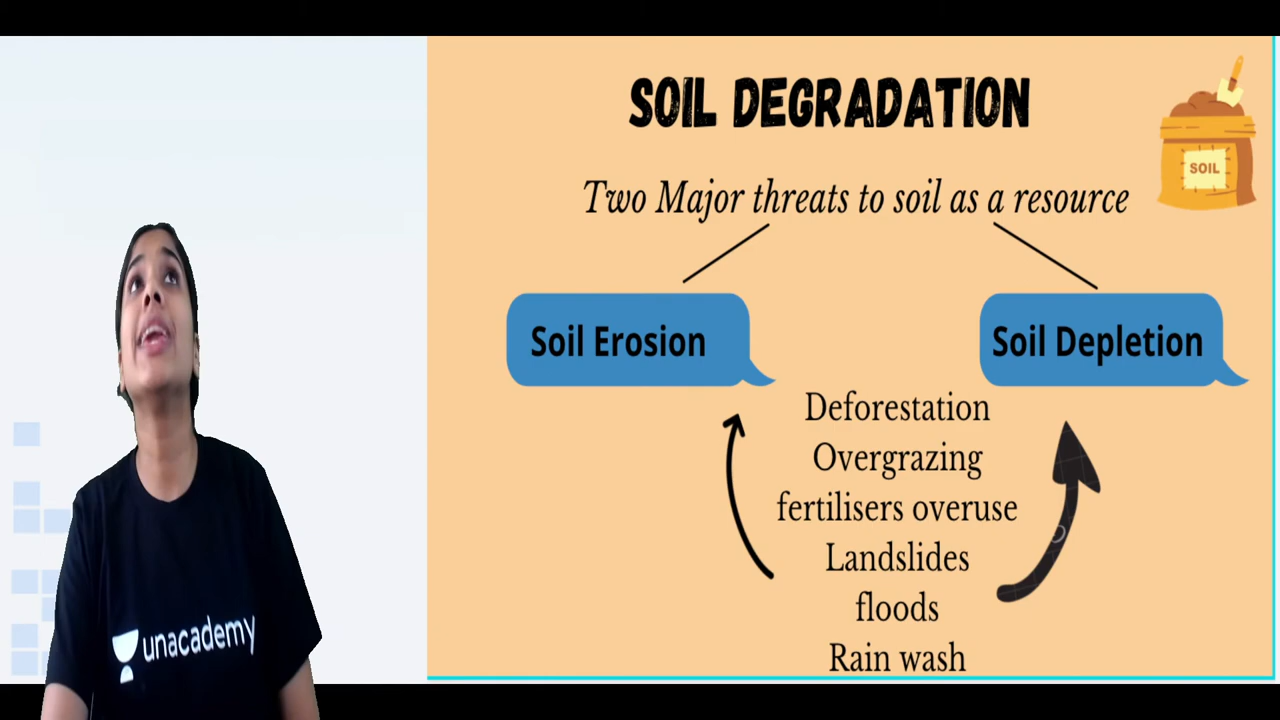 SOIL DEGRADATION
SOIL
Two Major threats to soil as a resource
Soil Erosion
Soil Depletion
Deforestation
Overgrazing
fertilisers overuse
Landslides
floods
Rain wash
unacademy